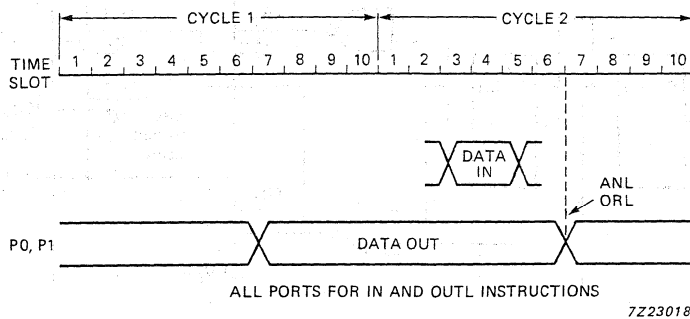 CYCLE 1 CYCLE 2
TIME SLOT 1 2 3 4 5 6 7 8 9 10 1 2 3 4 5 6 7 8 9 10
DATA IN
ANL
ORL
P0, P1 DATA OUT
ALL PORTS FOR IN AND OUTL INSTRUCTIONS
7Z23018